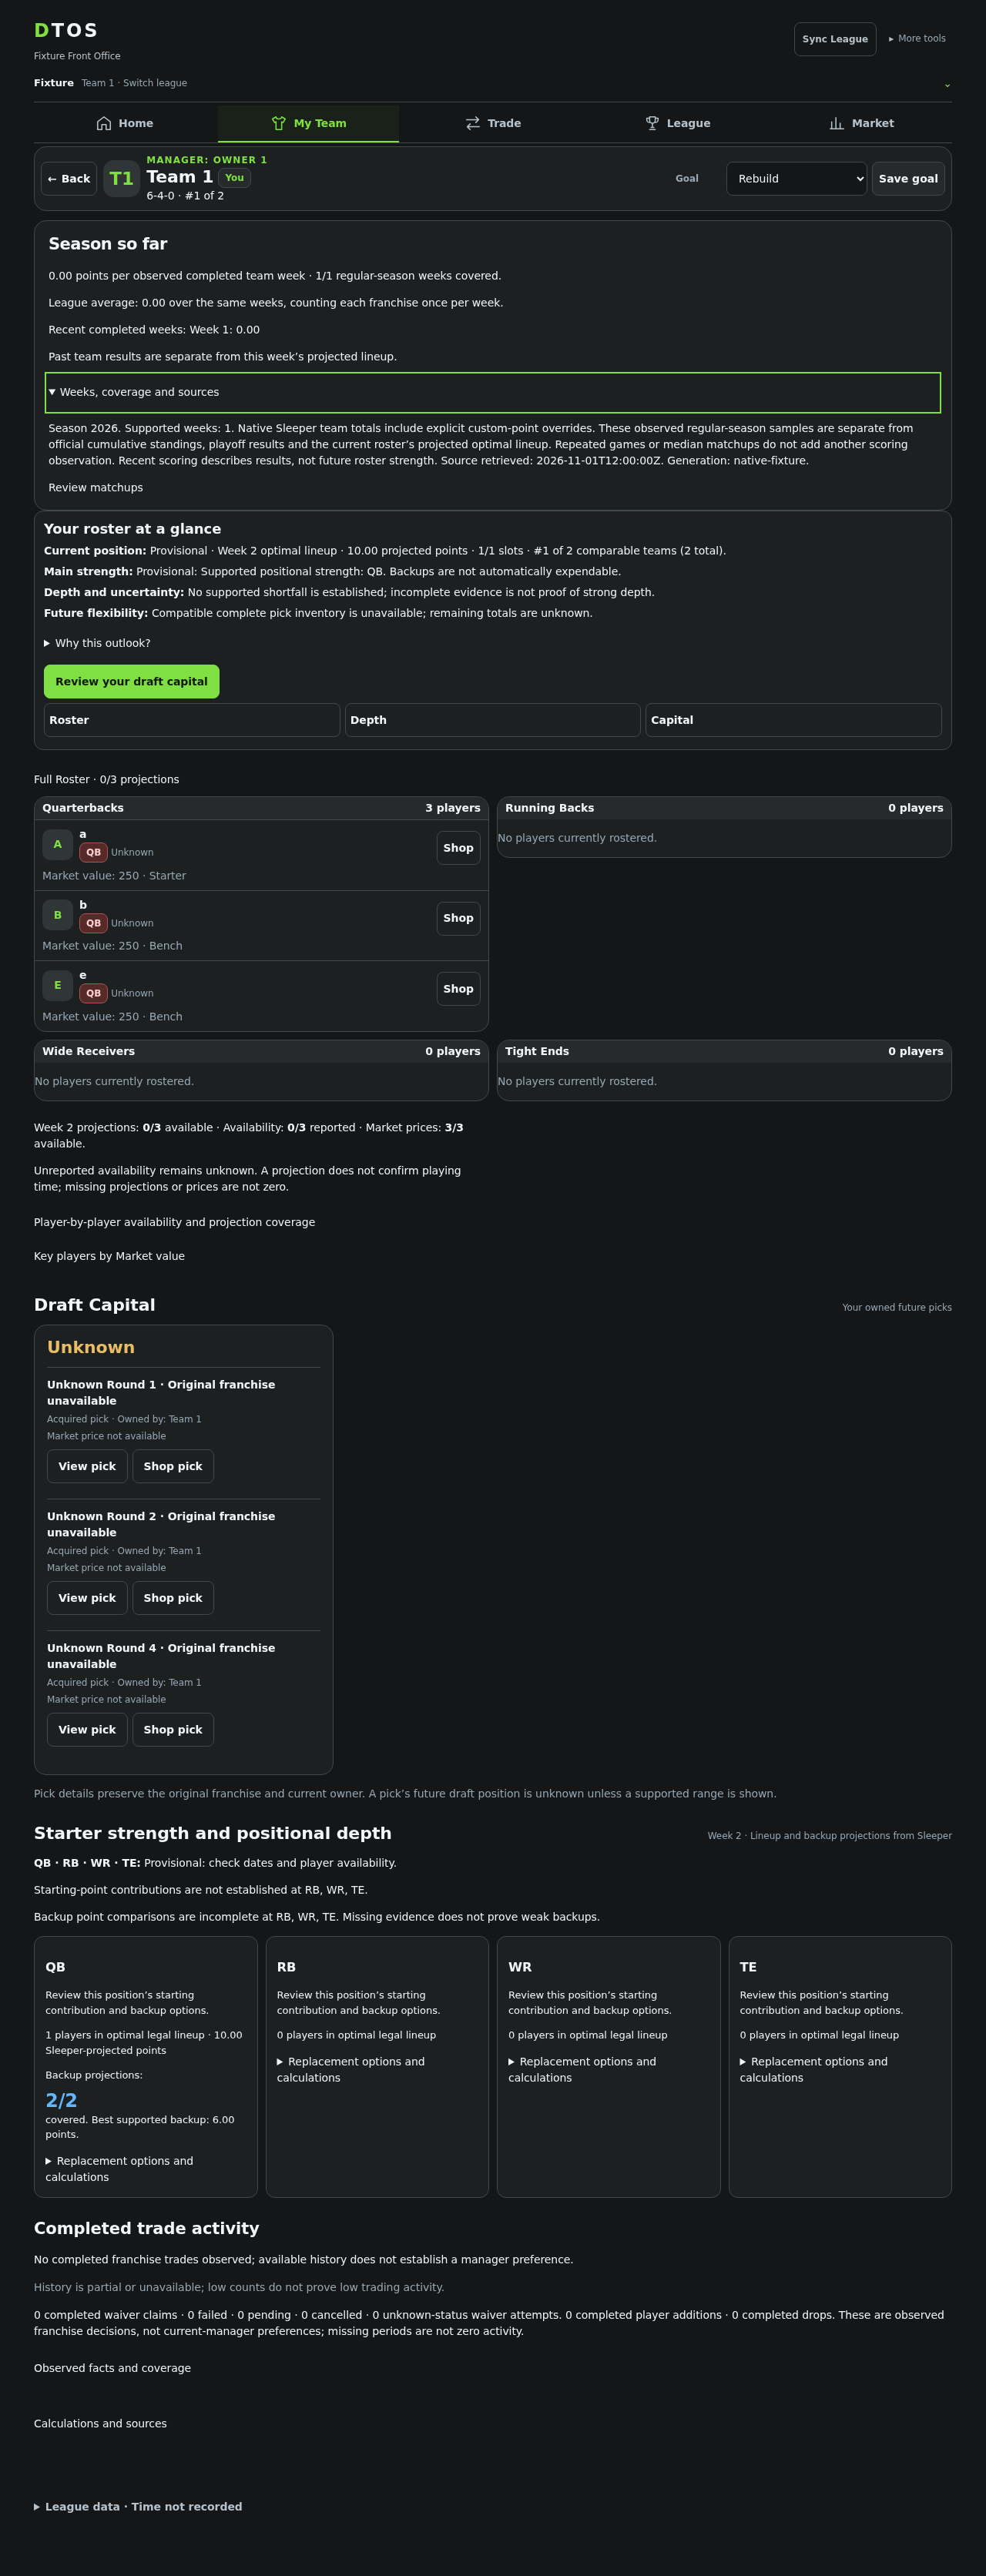 DTOS
Fixture Front Office
Sync League
▸ More tools
Fixture Team 1 · Switch league
Home
My Team
Trade
League
Market
← Back
T1
MANAGER: OWNER 1
Team 1 You
6-4-0 · #1 of 2
Goal
Rebuild
Save goal
Season so far
0.00 points per observed completed team week · 1/1 regular-season weeks covered.
League average: 0.00 over the same weeks, counting each franchise once per week.
Recent completed weeks: Week 1: 0.00
Past team results are separate from this week’s projected lineup.
▼ Weeks, coverage and sources
Season 2026. Supported weeks: 1. Native Sleeper team totals include explicit custom-point overrides. These observed regular-season samples are separate from
official cumulative standings, playoff results and the current roster’s projected optimal lineup. Repeated games or median matchups do not add another scoring
observation. Recent scoring describes results, not future roster strength. Source retrieved: 2026-11-01T12:00:00Z. Generation: native-fixture.
Review matchups
Your roster at a glance
Current position: Provisional · Week 2 optimal lineup · 10.00 projected points · 1/1 slots · #1 of 2 comparable teams (2 total).
Main strength: Provisional: Supported positional strength: QB. Backups are not automatically expendable.
Depth and uncertainty: No supported shortfall is established; incomplete evidence is not proof of strong depth.
Future flexibility: Compatible complete pick inventory is unavailable; remaining totals are unknown.
▶ Why this outlook?
Review your draft capital
Roster
Depth
Capital
Full Roster · 0/3 projections
Quarterbacks 3 players
A
a
QB Unknown
Shop
Market value: 250 · Starter
B
b
QB Unknown
Shop
Market value: 250 · Bench
E
e
QB Unknown
Shop
Market value: 250 · Bench
Running Backs 0 players
No players currently rostered.
Wide Receivers 0 players
No players currently rostered.
Tight Ends 0 players
No players currently rostered.
Week 2 projections: 0/3 available · Availability: 0/3 reported · Market prices: 3/3
available.
Unreported availability remains unknown. A projection does not confirm playing
time; missing projections or prices are not zero.
Player-by-player availability and projection coverage
Key players by Market value
Draft Capital
Your owned future picks
Unknown
Unknown Round 1 · Original franchise
unavailable
Acquired pick · Owned by: Team 1
Market price not available
View pick
Shop pick
Unknown Round 2 · Original franchise
unavailable
Acquired pick · Owned by: Team 1
Market price not available
View pick
Shop pick
Unknown Round 4 · Original franchise
unavailable
Acquired pick · Owned by: Team 1
Market price not available
View pick
Shop pick
Pick details preserve the original franchise and current owner. A pick’s future draft position is unknown unless a supported range is shown.
Starter strength and positional depth
Week 2 · Lineup and backup projections from Sleeper
QB · RB · WR · TE: Provisional: check dates and player availability.
Starting-point contributions are not established at RB, WR, TE.
Backup point comparisons are incomplete at RB, WR, TE. Missing evidence does not prove weak backups.
QB
Review this position’s starting
contribution and backup options.
1 players in optimal legal lineup · 10.00
Sleeper-projected points
Backup projections:
2/2
covered. Best supported backup: 6.00
points.
▶ Replacement options and
calculations
RB
Review this position’s starting
contribution and backup options.
0 players in optimal legal lineup
▶ Replacement options and
calculations
WR
Review this position’s starting
contribution and backup options.
0 players in optimal legal lineup
▶ Replacement options and
calculations
TE
Review this position’s starting
contribution and backup options.
0 players in optimal legal lineup
▶ Replacement options and
calculations
Completed trade activity
No completed franchise trades observed; available history does not establish a manager preference.
History is partial or unavailable; low counts do not prove low trading activity.
0 completed waiver claims · 0 failed · 0 pending · 0 cancelled · 0 unknown-status waiver attempts. 0 completed player additions · 0 completed drops. These are observed
franchise decisions, not current-manager preferences; missing periods are not zero activity.
Observed facts and coverage
Calculations and sources
▶ League data · Time not recorded